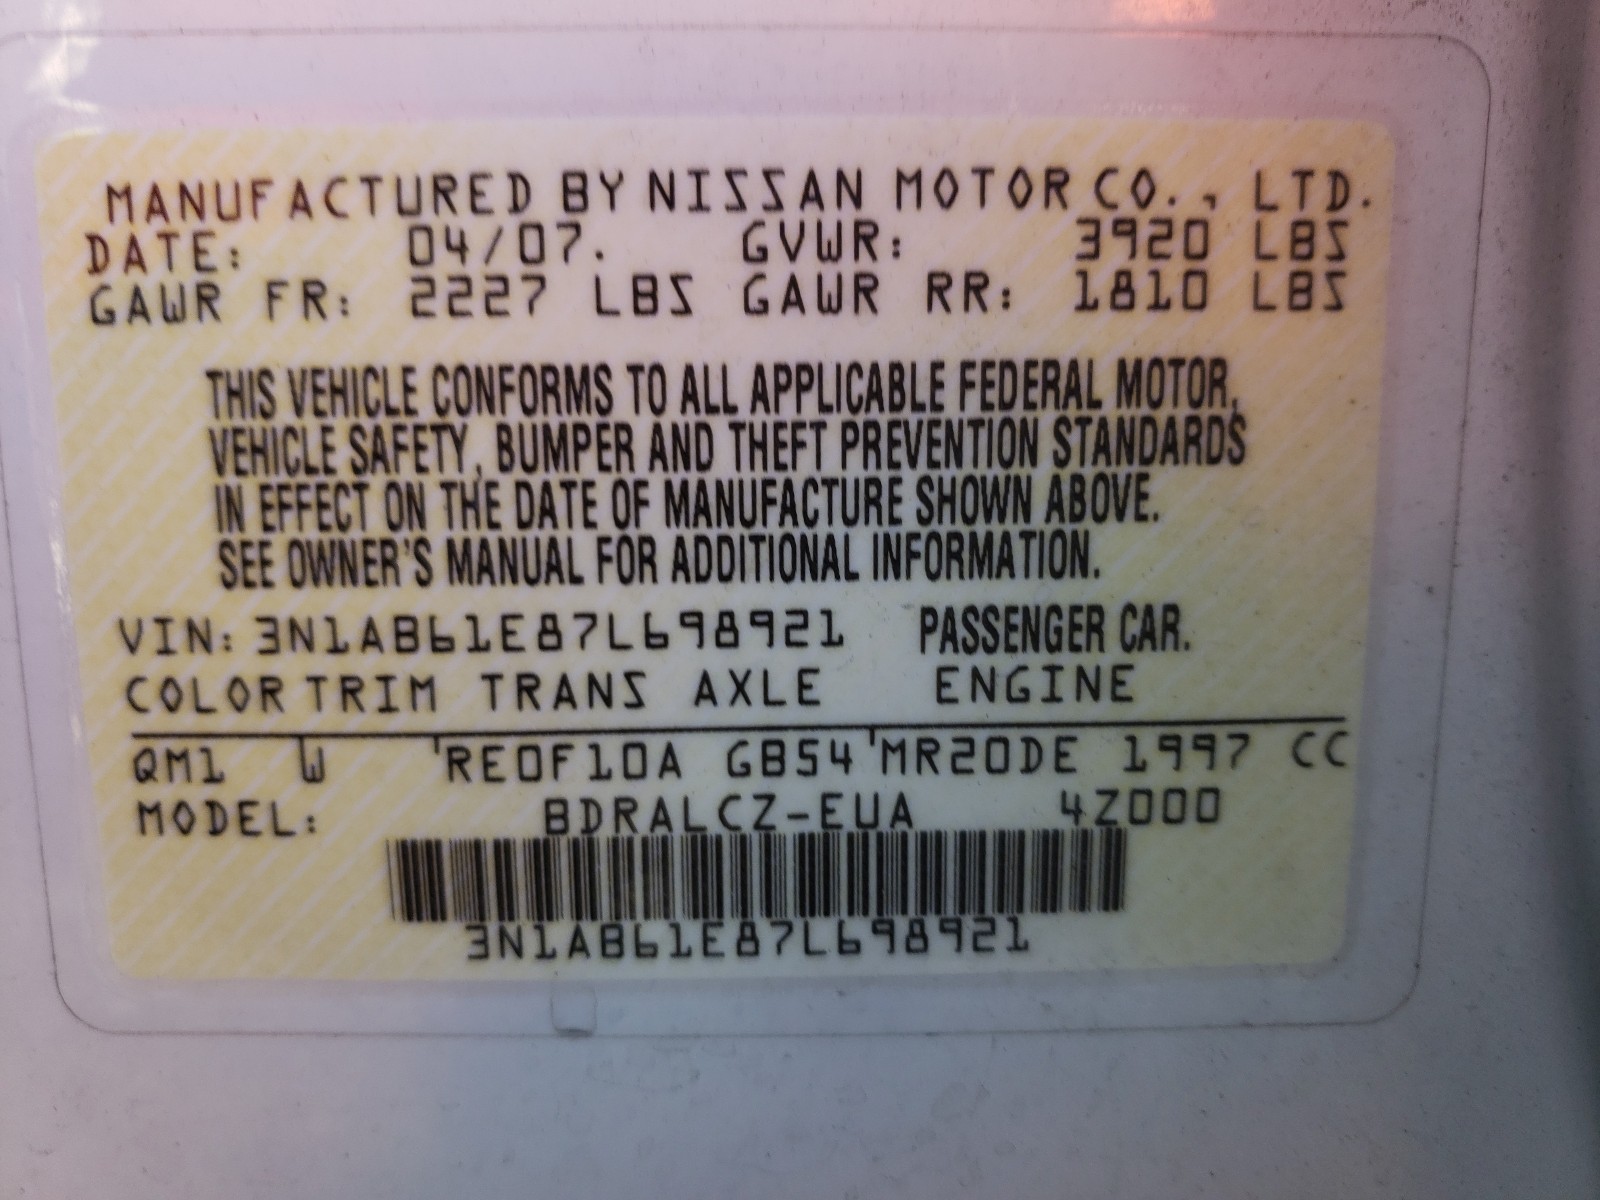 MANUFACTURED BY NISSAN MOTOR CO., LTD.
DATE: 04/07. GVWR: 3920 LBS
GAWR FR: 2227 LBS GAWR RR: 1810 LBS
THIS VEHICLE CONFORMS TO ALL APPLICABLE FEDERAL MOTOR,
VEHICLE SAFETY, BUMPER AND THEFT PREVENTION STANDARDS
IN EFFECT ON THE DATE OF MANUFACTURE SHOWN ABOVE.
SEE OWNER'S MANUAL FOR ADDITIONAL INFORMATION.
VIN: 3N1AB61E87L698921 PASSENGER CAR.
COLOR TRIM TRANS AXLE ENGINE
QM1 W RE0F10A GB54 MR20DE 1997 CC
MODEL: BDRALCZ-EUA 4Z000
3N1AB61E87L698921